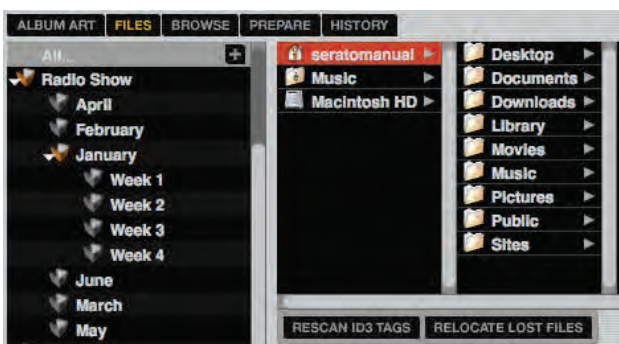 ALBUM ART FILES BROWSE PREPARE HISTORY
All...
Radio Show
April
February
January
Week 1
Week 2
Week 3
Week 4
June
March
May
seratomanual
Music
Macintosh HD
Desktop
Documents
Downloads
Library
Movies
Music
Pictures
Public
Sites
RESCAN ID3 TAGS RELOCATE LOST FILES